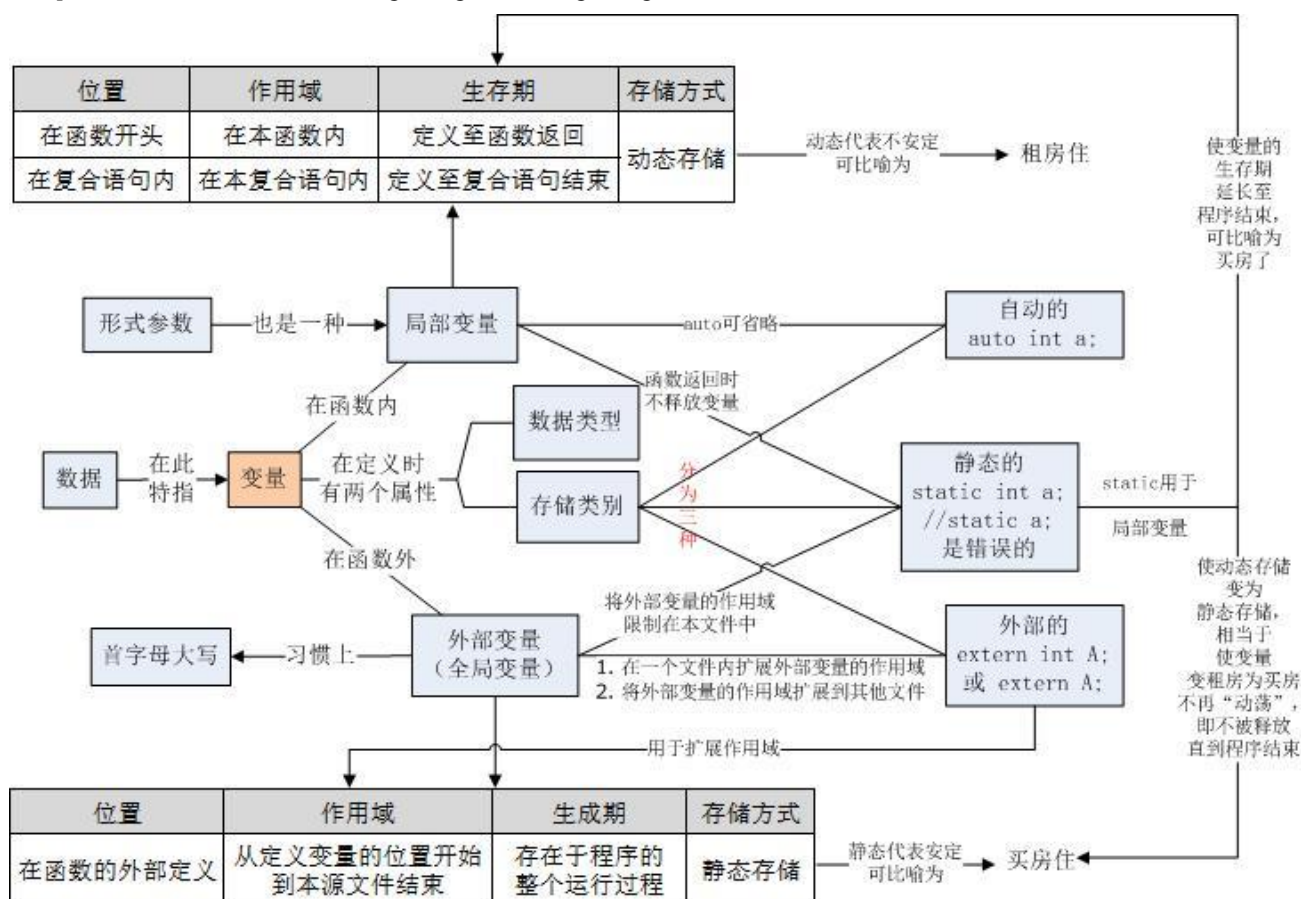 位置 作用域 生存期 存储方式
在函数开头 在本函数内 定义至函数返回
动态存储
在复合语句内 在本复合语句内 定义至复合语句结束
动态代表不安定
可比喻为
租房住
使变量的
生存期
延长至
程序结束，
可比喻为
买房了
形式参数
也是一种
局部变量
auto可省略
自动的
auto int a;
函数返回时
不释放变量
在函数内
数据类型
数据
在此
特指
变量
在定义时
有两个属性
存储类别
分
为
三
种
静态的
static int a;
//static a;
是错误的
static用于
局部变量
在函数外
使动态存储
变为
静态存储，
相当于
使变量
变租房为买房
不再“动荡”，
即不被释放
直到程序结束
将外部变量的作用域
限制在本文件中
首字母大写
习惯上
外部变量
（全局变量）
1. 在一个文件内扩展外部变量的作用域
2. 将外部变量的作用域扩展到其他文件
外部的
extern int A;
或 extern A;
用于扩展作用域
位置 作用域 生成期 存储方式
在函数的外部定义
从定义变量的位置开始
到本源文件结束
存在于程序的
整个运行过程
静态存储
静态代表安定
可比喻为
买房住